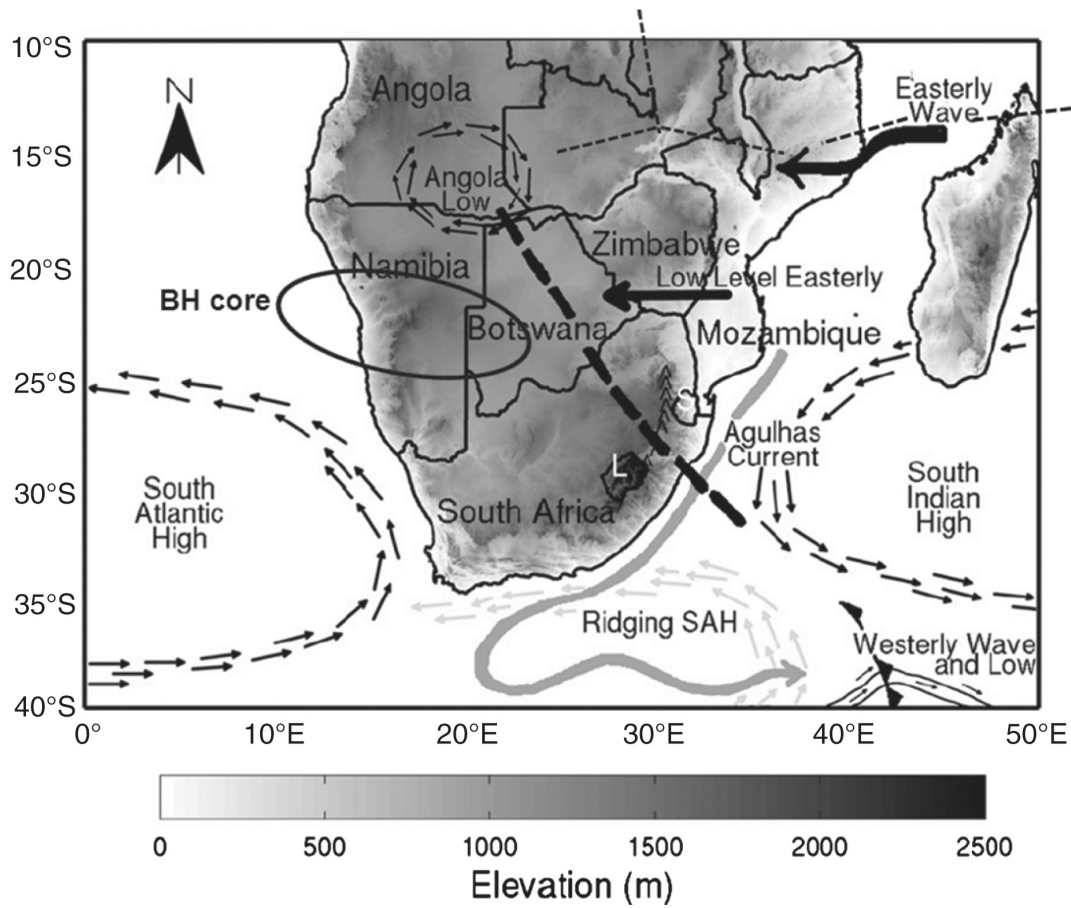 10°S
15°S
20°S
25°S
30°S
35°S
40°S
N
Angola
Easterly
Wave
Angola
Low
Zimbabwe
Namibia
Low Level Easterly
BH core
Botswana
Mozambique
S
Agulhas
Current
L
South
Atlantic
High
South Africa
South
Indian
High
Ridging SAH
Westerly Wave
and Low
0°
10°E
20°E
30°E
40°E
50°E
0
500
1000
1500
2000
2500
Elevation (m)